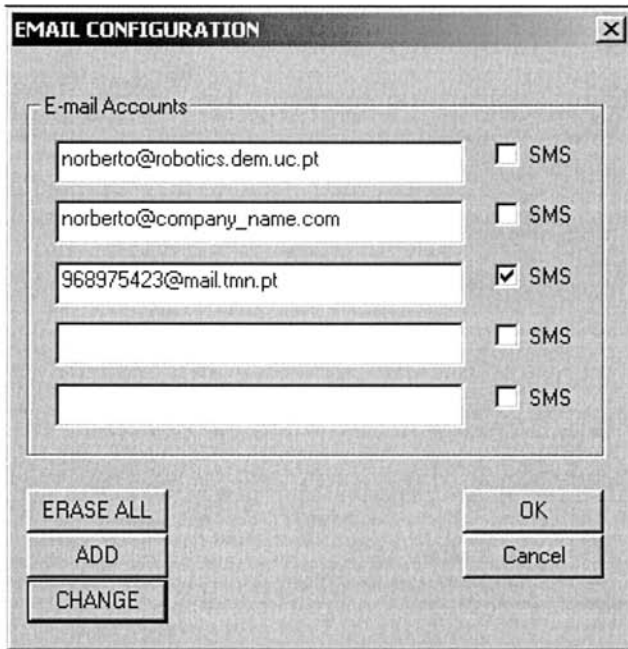 EMAIL CONFIGURATION
E-mail Accounts
norberto@robotics.dem.uc.pt SMS
norberto@company_name.com SMS
968975423@mail.tmn.pt SMS
SMS
SMS
ERASE ALL OK
ADD Cancel
CHANGE